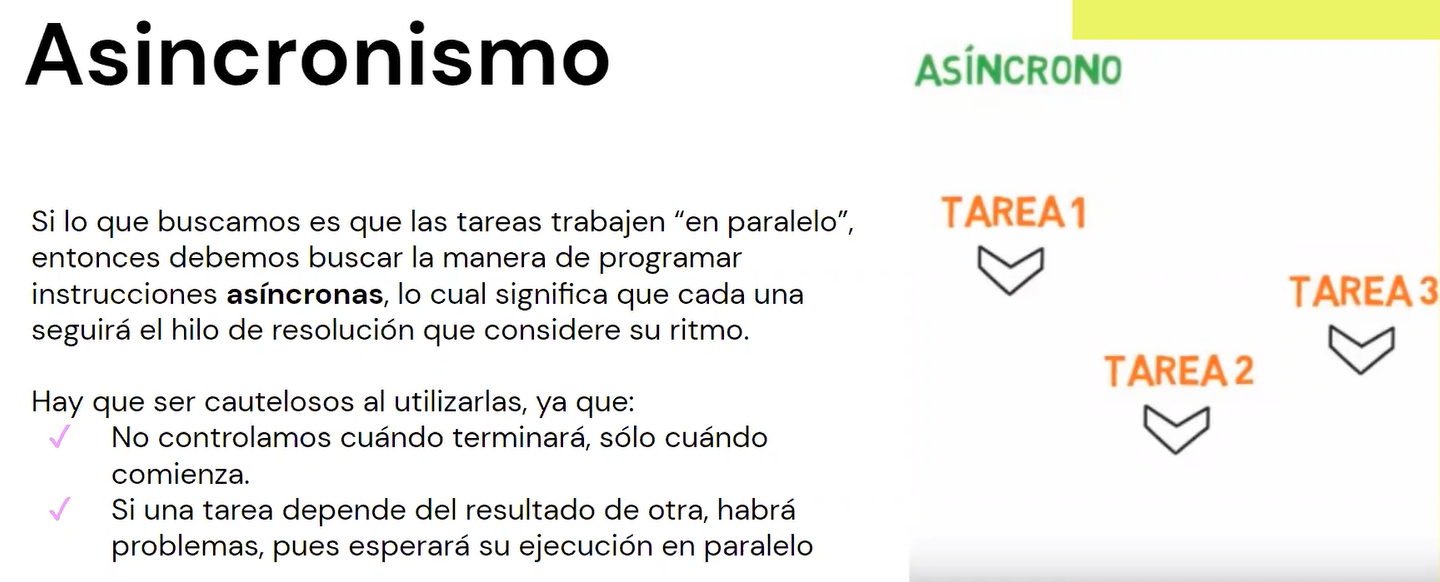 Asincronismo
Si lo que buscamos es que las tareas trabajen “en paralelo”,
entonces debemos buscar la manera de programar
instrucciones asíncronas, lo cual significa que cada una
seguirá el hilo de resolución que considere su ritmo.
Hay que ser cautelosos al utilizarlas, ya que:
✓ No controlamos cuándo terminará, sólo cuándo
comienza.
✓ Si una tarea depende del resultado de otra, habrá
problemas, pues esperará su ejecución en paralelo
ASÍNCRONO
TAREA 1
TAREA 3
TAREA 2